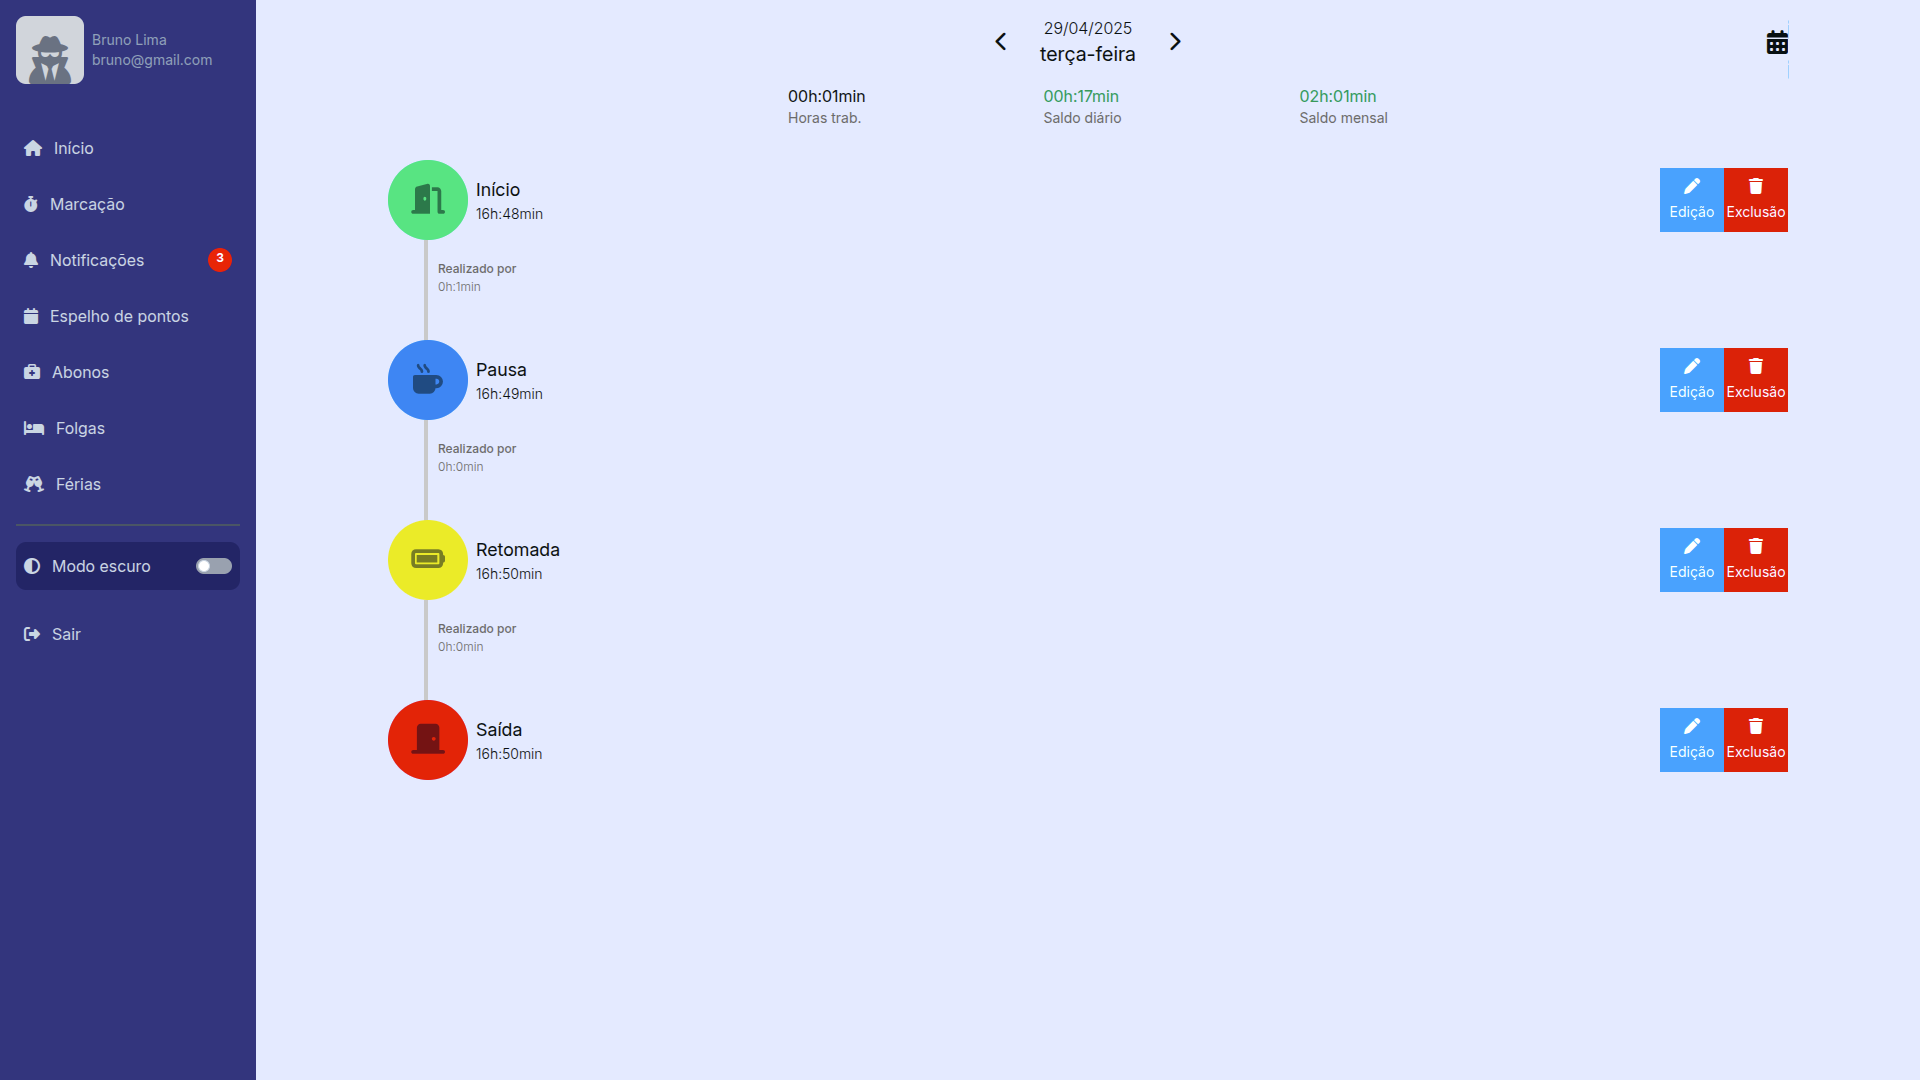 Bruno Lima
bruno@gmail.com
Início
Marcação
Notificações 3
Espelho de pontos
Abonos
Folgas
Férias
Modo escuro
Sair
29/04/2025
terça-feira
00h:01min
Horas trab.
00h:17min
Saldo diário
02h:01min
Saldo mensal
Início
16h:48min
Edição Exclusão
Realizado por
0h:1min
Pausa
16h:49min
Edição Exclusão
Realizado por
0h:0min
Retomada
16h:50min
Edição Exclusão
Realizado por
0h:0min
Saída
16h:50min
Edição Exclusão